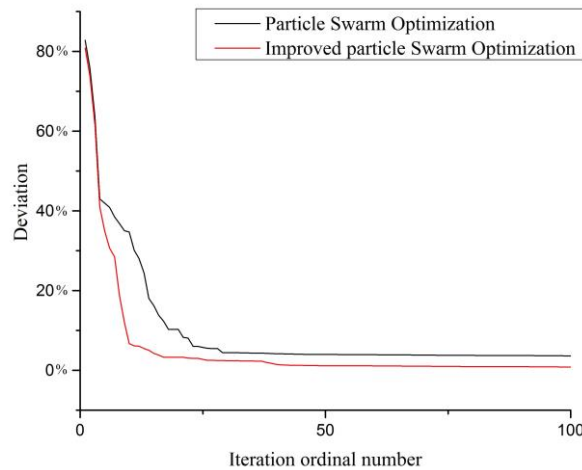 Particle Swarm Optimization
Improved particle Swarm Optimization
80%
60%
40%
20%
0%
Deviation
0
50
100
Iteration ordinal number